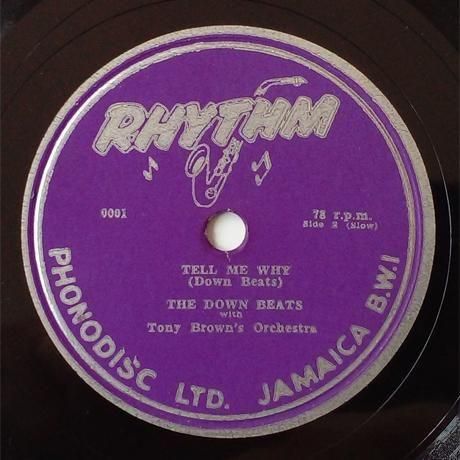 RHYTHM
0001
78 r.p.m.
Side 2 (Slow)
TELL ME WHY
(Down Beats)
THE DOWN BEATS
with
Tony Brown's Orchestra
PHONODISC LTD. JAMAICA B.W.I